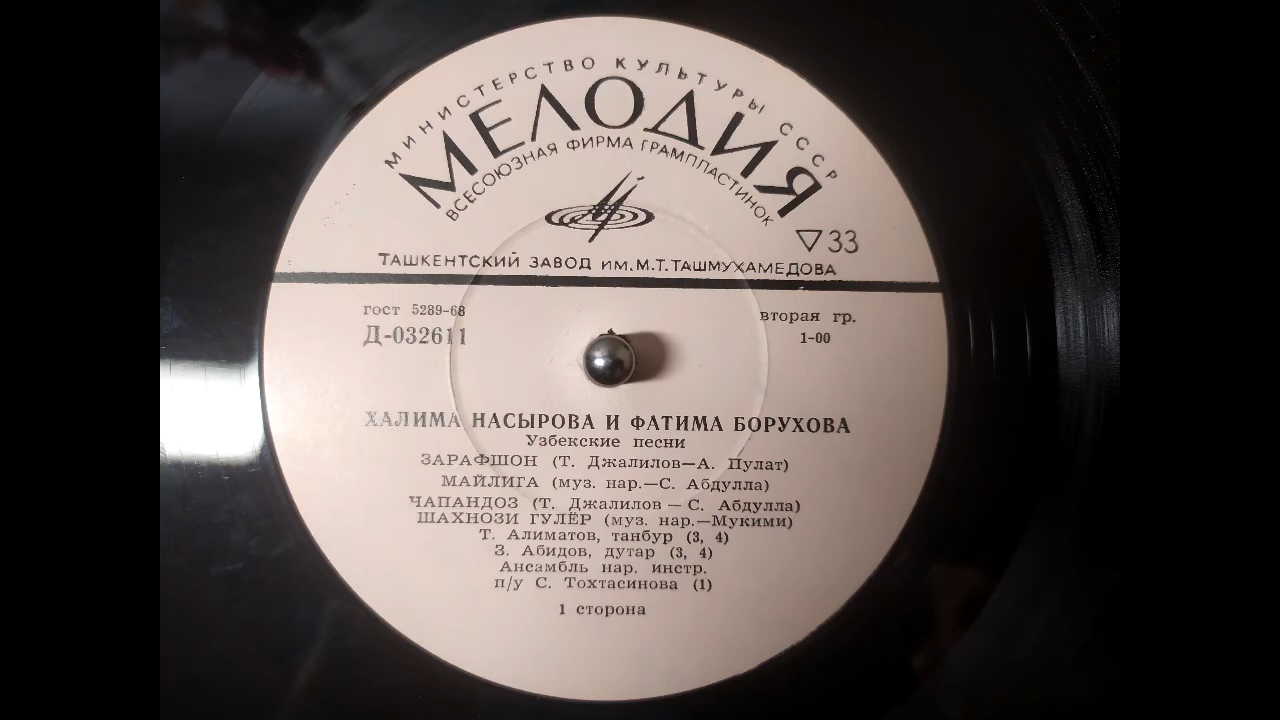 МИНИСТЕРСТВО КУЛЬТУРЫ СССР
МЕЛОДИЯ
ВСЕСОЮЗНАЯ ФИРМА ГРАМПЛАСТИНОК
▽33
ТАШКЕНТСКИЙ ЗАВОД ИМ. М.Т. ТАШМУХАМЕДОВА
гост 5289-68
Д-032611
вторая гр.
1-00
ХАЛИМА НАСЫРОВА И ФАТИМА БОРУХОВА
Узбекские песни
ЗАРАФШОН (Т. Джалилов—А. Пулат)
МАЙЛИГА (муз. нар.—С. Абдулла)
ЧАПАНДОЗ (Т. Джалилов — С. Абдулла)
ШАХНОЗИ ГУЛЁР (муз. нар.—Мукими)
Т. Алиматов, танбур (3, 4)
З. Абидов, дутар (3, 4)
Ансамбль нар. инстр.
п/у С. Тохтасинова (1)
1 сторона